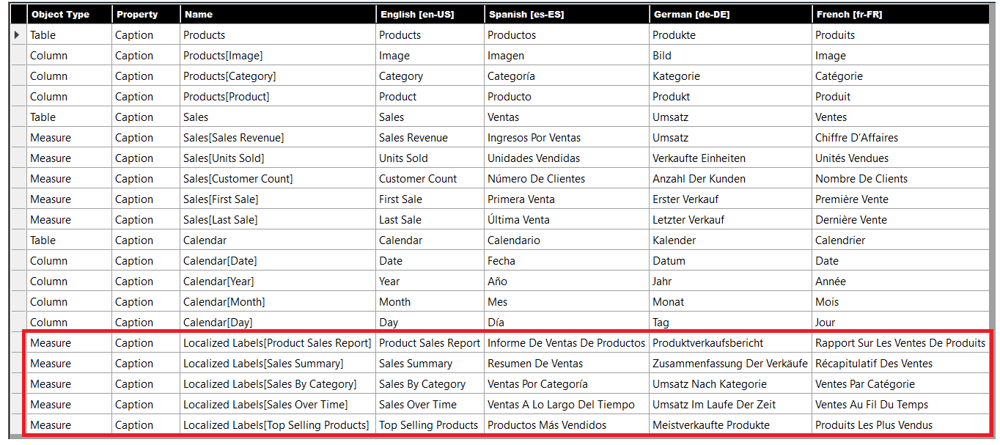 Object Type Property Name English [en-US] Spanish [es-ES] German [de-DE] French [fr-FR]
Table Caption Products Products Productos Produkte Produits
Column Caption Products[Image] Image Imagen Bild Image
Column Caption Products[Category] Category Categoría Kategorie Catégorie
Column Caption Products[Product] Product Producto Produkt Produit
Table Caption Sales Sales Ventas Umsatz Ventes
Measure Caption Sales[Sales Revenue] Sales Revenue Ingresos Por Ventas Umsatz Chiffre D'Affaires
Measure Caption Sales[Units Sold] Units Sold Unidades Vendidas Verkaufte Einheiten Unités Vendues
Measure Caption Sales[Customer Count] Customer Count Número De Clientes Anzahl Der Kunden Nombre De Clients
Measure Caption Sales[First Sale] First Sale Primera Venta Erster Verkauf Première Vente
Measure Caption Sales[Last Sale] Last Sale Última Venta Letzter Verkauf Dernière Vente
Table Caption Calendar Calendar Calendario Kalender Calendrier
Column Caption Calendar[Date] Date Fecha Datum Date
Column Caption Calendar[Year] Year Año Jahr Année
Column Caption Calendar[Month] Month Mes Monat Mois
Column Caption Calendar[Day] Day Día Tag Jour
Measure Caption Localized Labels[Product Sales Report] Product Sales Report Informe De Ventas De Productos Produktverkaufsbericht Rapport Sur Les Ventes De Produits
Measure Caption Localized Labels[Sales Summary] Sales Summary Resumen De Ventas Zusammenfassung Der Verkäufe Récapitulatif Des Ventes
Measure Caption Localized Labels[Sales By Category] Sales By Category Ventas Por Categoría Umsatz Nach Kategorie Ventes Par Catégorie
Measure Caption Localized Labels[Sales Over Time] Sales Over Time Ventas A Lo Largo Del Tiempo Umsatz Im Laufe Der Zeit Ventes Au Fil Du Temps
Measure Caption Localized Labels[Top Selling Products] Top Selling Products Productos Más Vendidos Meistverkaufte Produkte Produits Les Plus Vendus